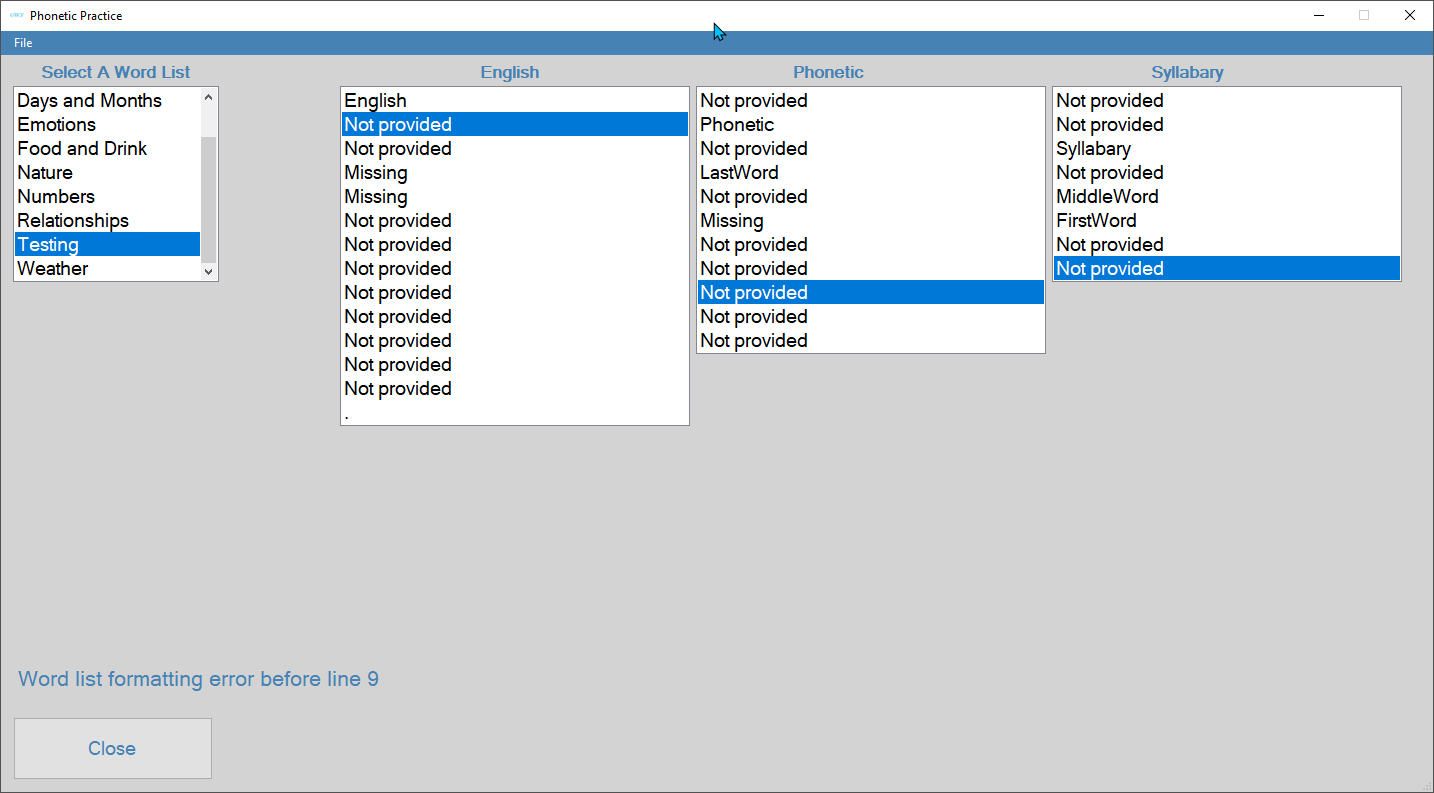 Phonetic Practice
File
Select A Word List
Days and Months
Emotions
Food and Drink
Nature
Numbers
Relationships
Testing
Weather
English
English
Not provided
Not provided
Missing
Missing
Not provided
Not provided
Not provided
Not provided
Not provided
Not provided
Not provided
Not provided
.
Phonetic
Not provided
Phonetic
Not provided
LastWord
Not provided
Missing
Not provided
Not provided
Not provided
Not provided
Not provided
Syllabary
Not provided
Not provided
Syllabary
Not provided
MiddleWord
FirstWord
Not provided
Not provided
Word list formatting error before line 9
Close